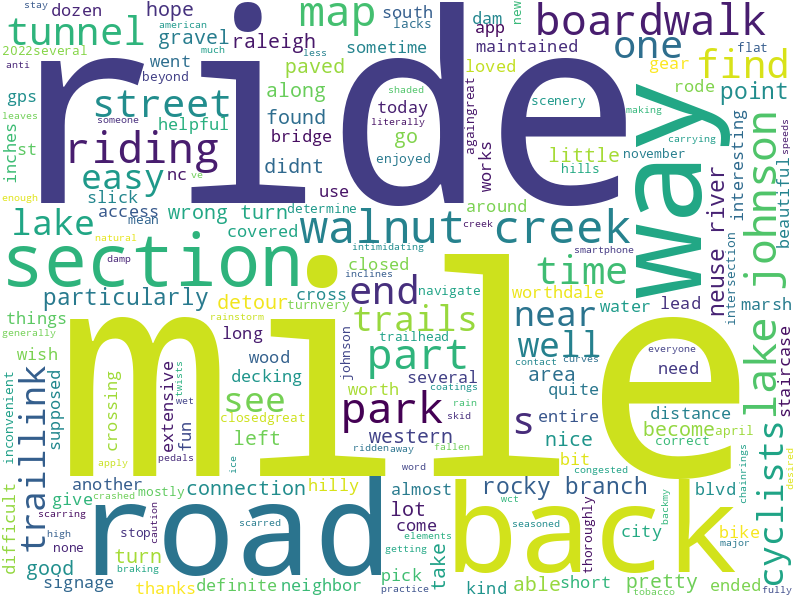 stay
dozen
american
hope
map
south
lacks
dam
new
boardwalk
tunnel
gravel
raleigh
much
sometime
less
app
maintained
one
flat
2022several
anti
went
beyond
paved
loved
gear
find
ride
gps
leaves
street
someone
helpful
along
found
bridge
shaded
today
literally
go
enjoyed
againgreat
works
scenery
making
rode
point
carrying
inches
st
riding
nc
ve
didnt
little
hills
november
interesting
speeds
enough
easy
slick
access
mean
use
determine
around
way
beautiful
lake
wrong turn
covered
walnut creek
creek
intimidating
smartphone
natural
damp
section
closed
inclines
end
time
neuse river
intersection
lake johnson
particularly
detour
cross
turnvery
navigate
worthdale
water
lead
marsh
staircase
things
generally
rainstorm
long
trails
trailhead
near
mile
wish
wood
decking
johnson
part
several
well
contact
curves
area
need
everyone
traillink
inconvenient
supposed
crossing
extensive
twists
fun
see
worth
coatings
quite
closedgreat
park
rain
skid
s
entire
distance
become
april
correct
left
western
nice
wet
pedals
ice
ridden
away
fallen
bit
congested
cyclists
desired
apply
another
connection
hilly
word
almost
rocky branch
blvd
chainrings
difficult
give
crashed
mostly
lot
come
wct
thoroughly
city
backmy
bike
scarring
none
high
stop
caution
scarred
road
elements
seasoned
back
major
good
turn
braking
getting
take
signage
thanks
definite
neighbor
pick
practice
kind
able
short
pretty
tobacco
ended
fully